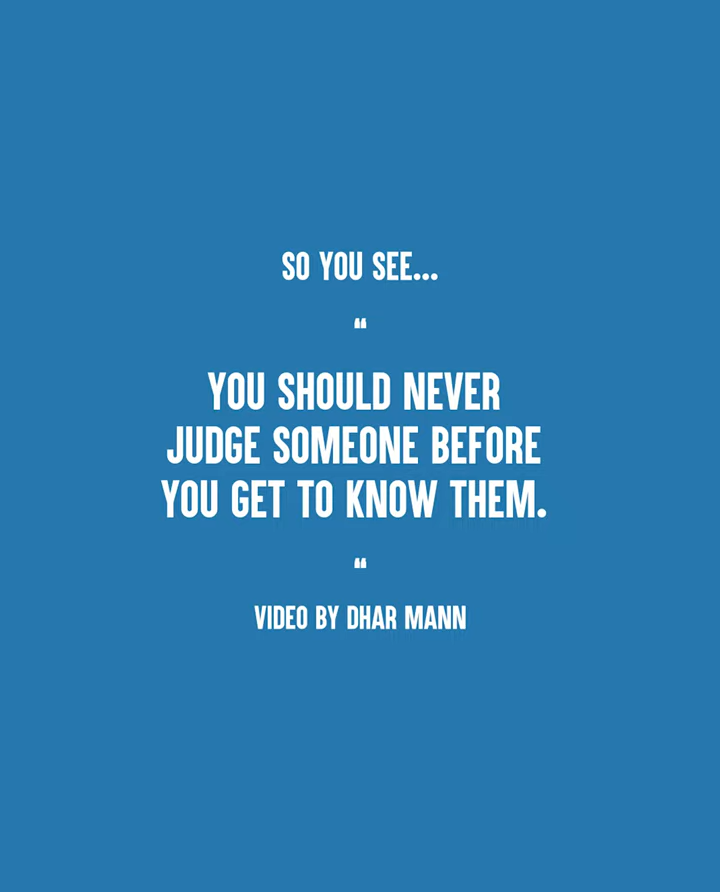 SO YOU SEE...
“
YOU SHOULD NEVER
JUDGE SOMEONE BEFORE
YOU GET TO KNOW THEM.
“
VIDEO BY DHAR MANN